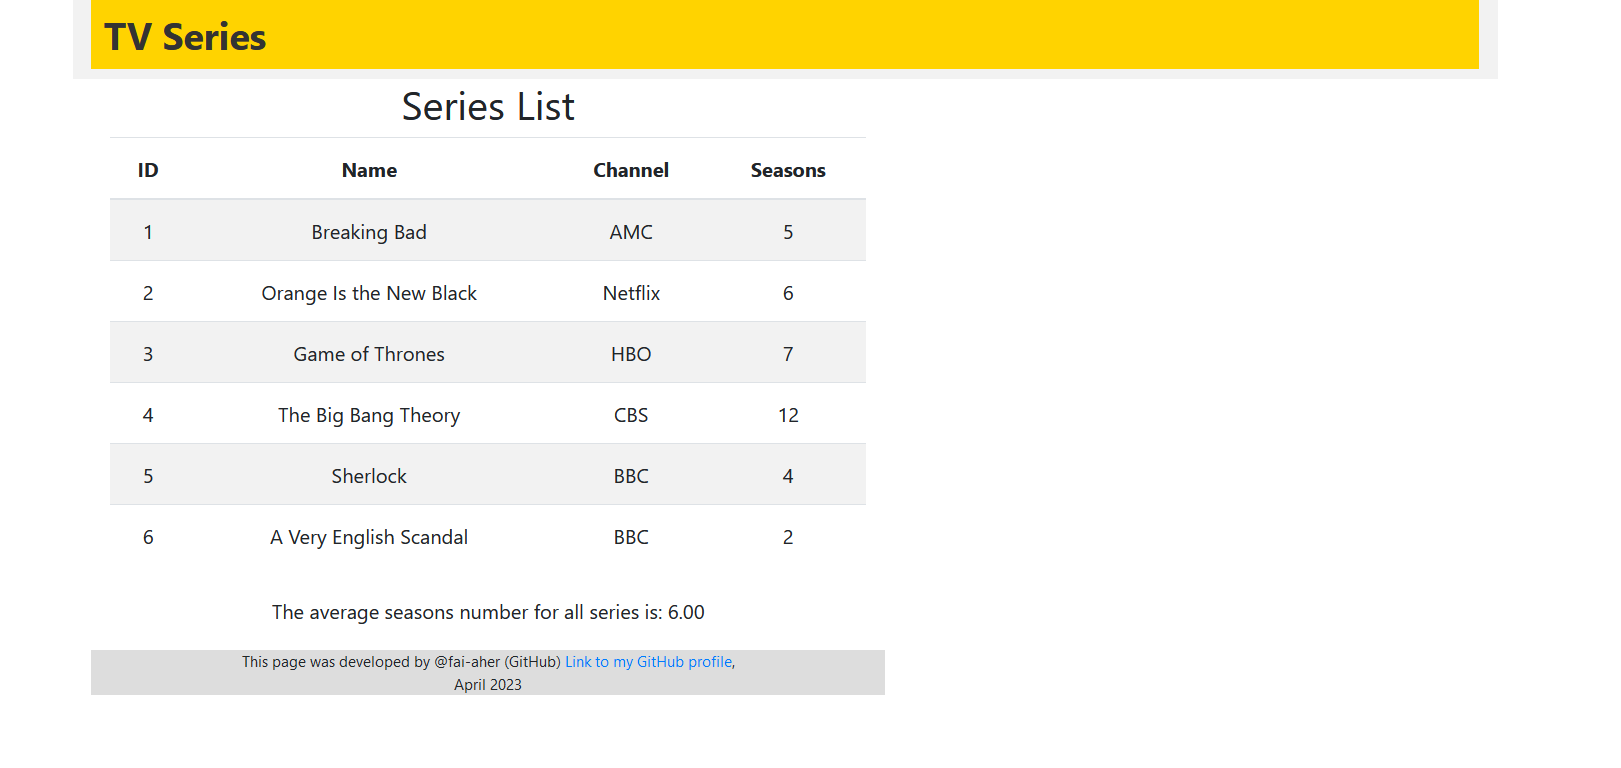 TV Series
Series List
ID Name Channel Seasons
1 Breaking Bad AMC 5
2 Orange Is the New Black Netflix 6
3 Game of Thrones HBO 7
4 The Big Bang Theory CBS 12
5 Sherlock BBC 4
6 A Very English Scandal BBC 2
The average seasons number for all series is: 6.00
This page was developed by @fai-aher (GitHub) Link to my GitHub profile,
April 2023